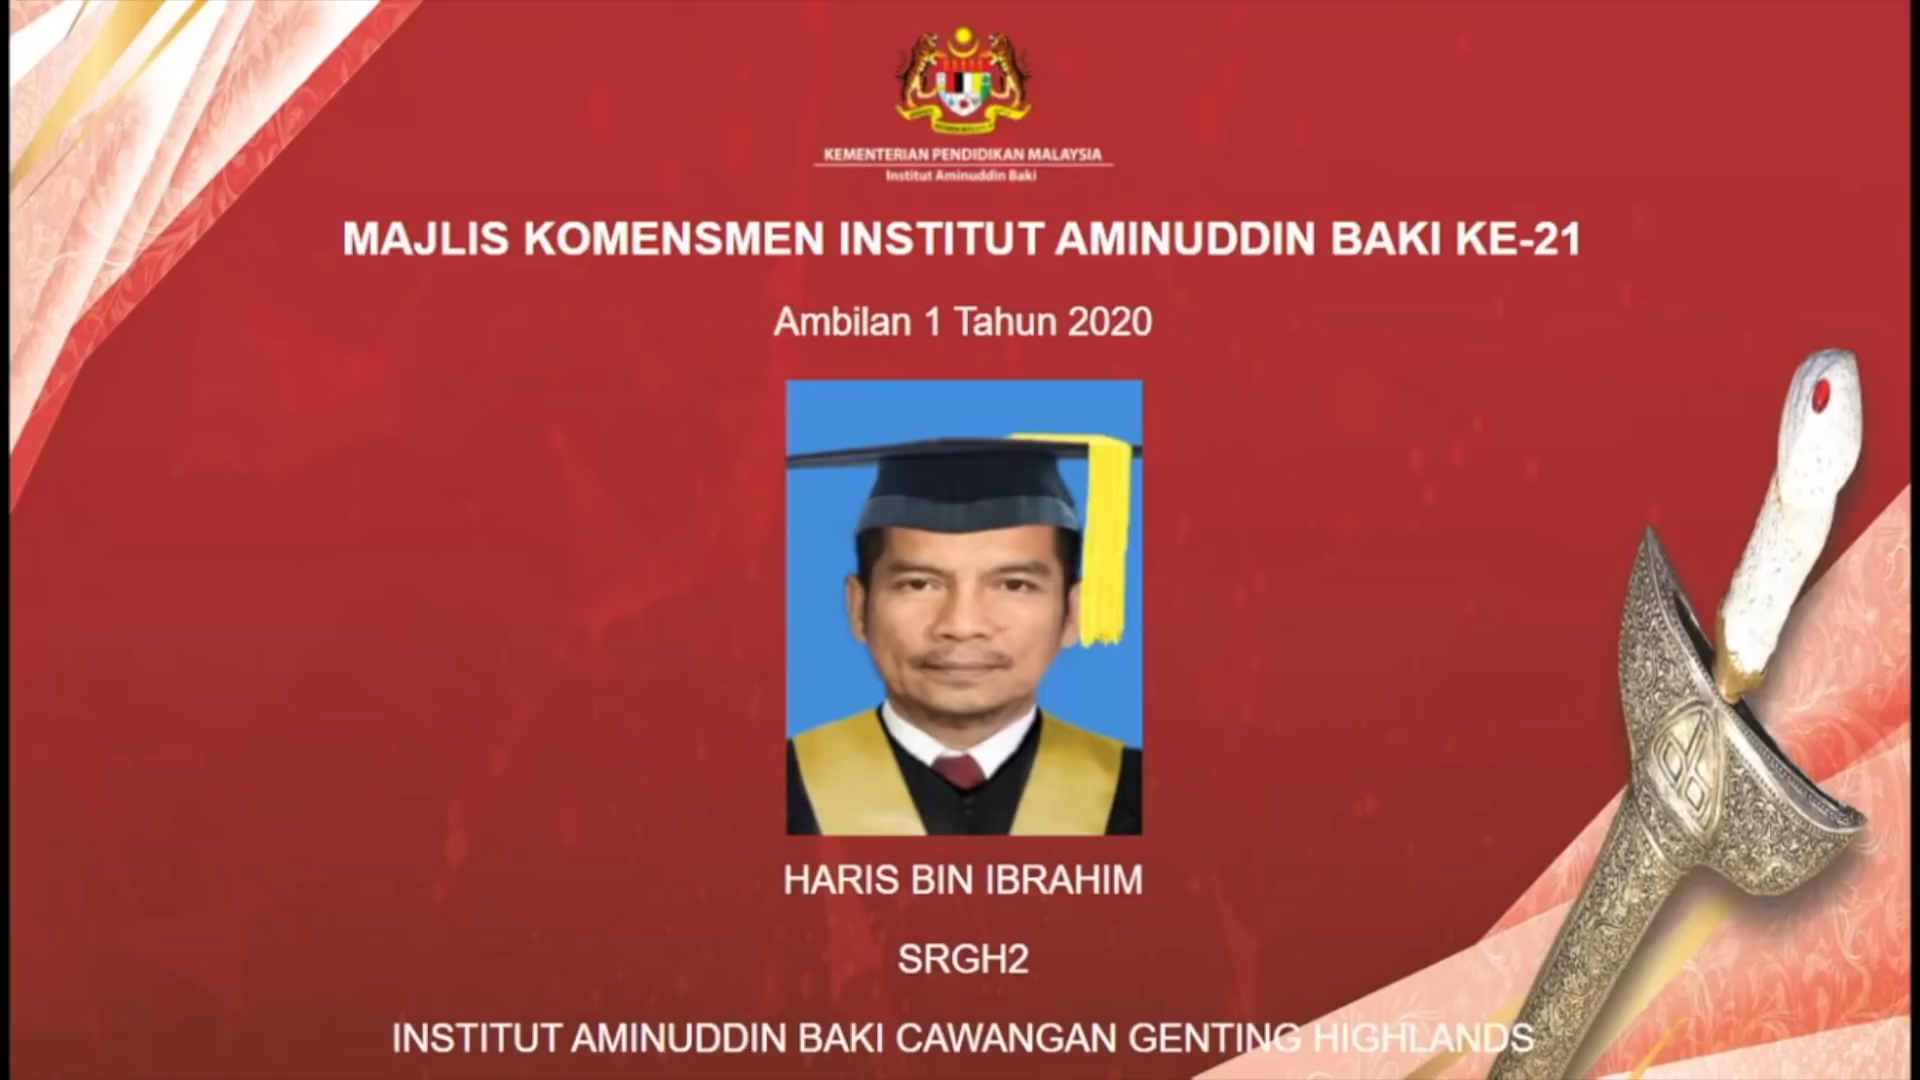 KEMENTERIAN PENDIDIKAN MALAYSIA
Institut Aminuddin Baki
MAJLIS KOMENSMEN INSTITUT AMINUDDIN BAKI KE-21
Ambilan 1 Tahun 2020
HARIS BIN IBRAHIM
SRGH2
INSTITUT AMINUDDIN BAKI CAWANGAN GENTING HIGHLANDS